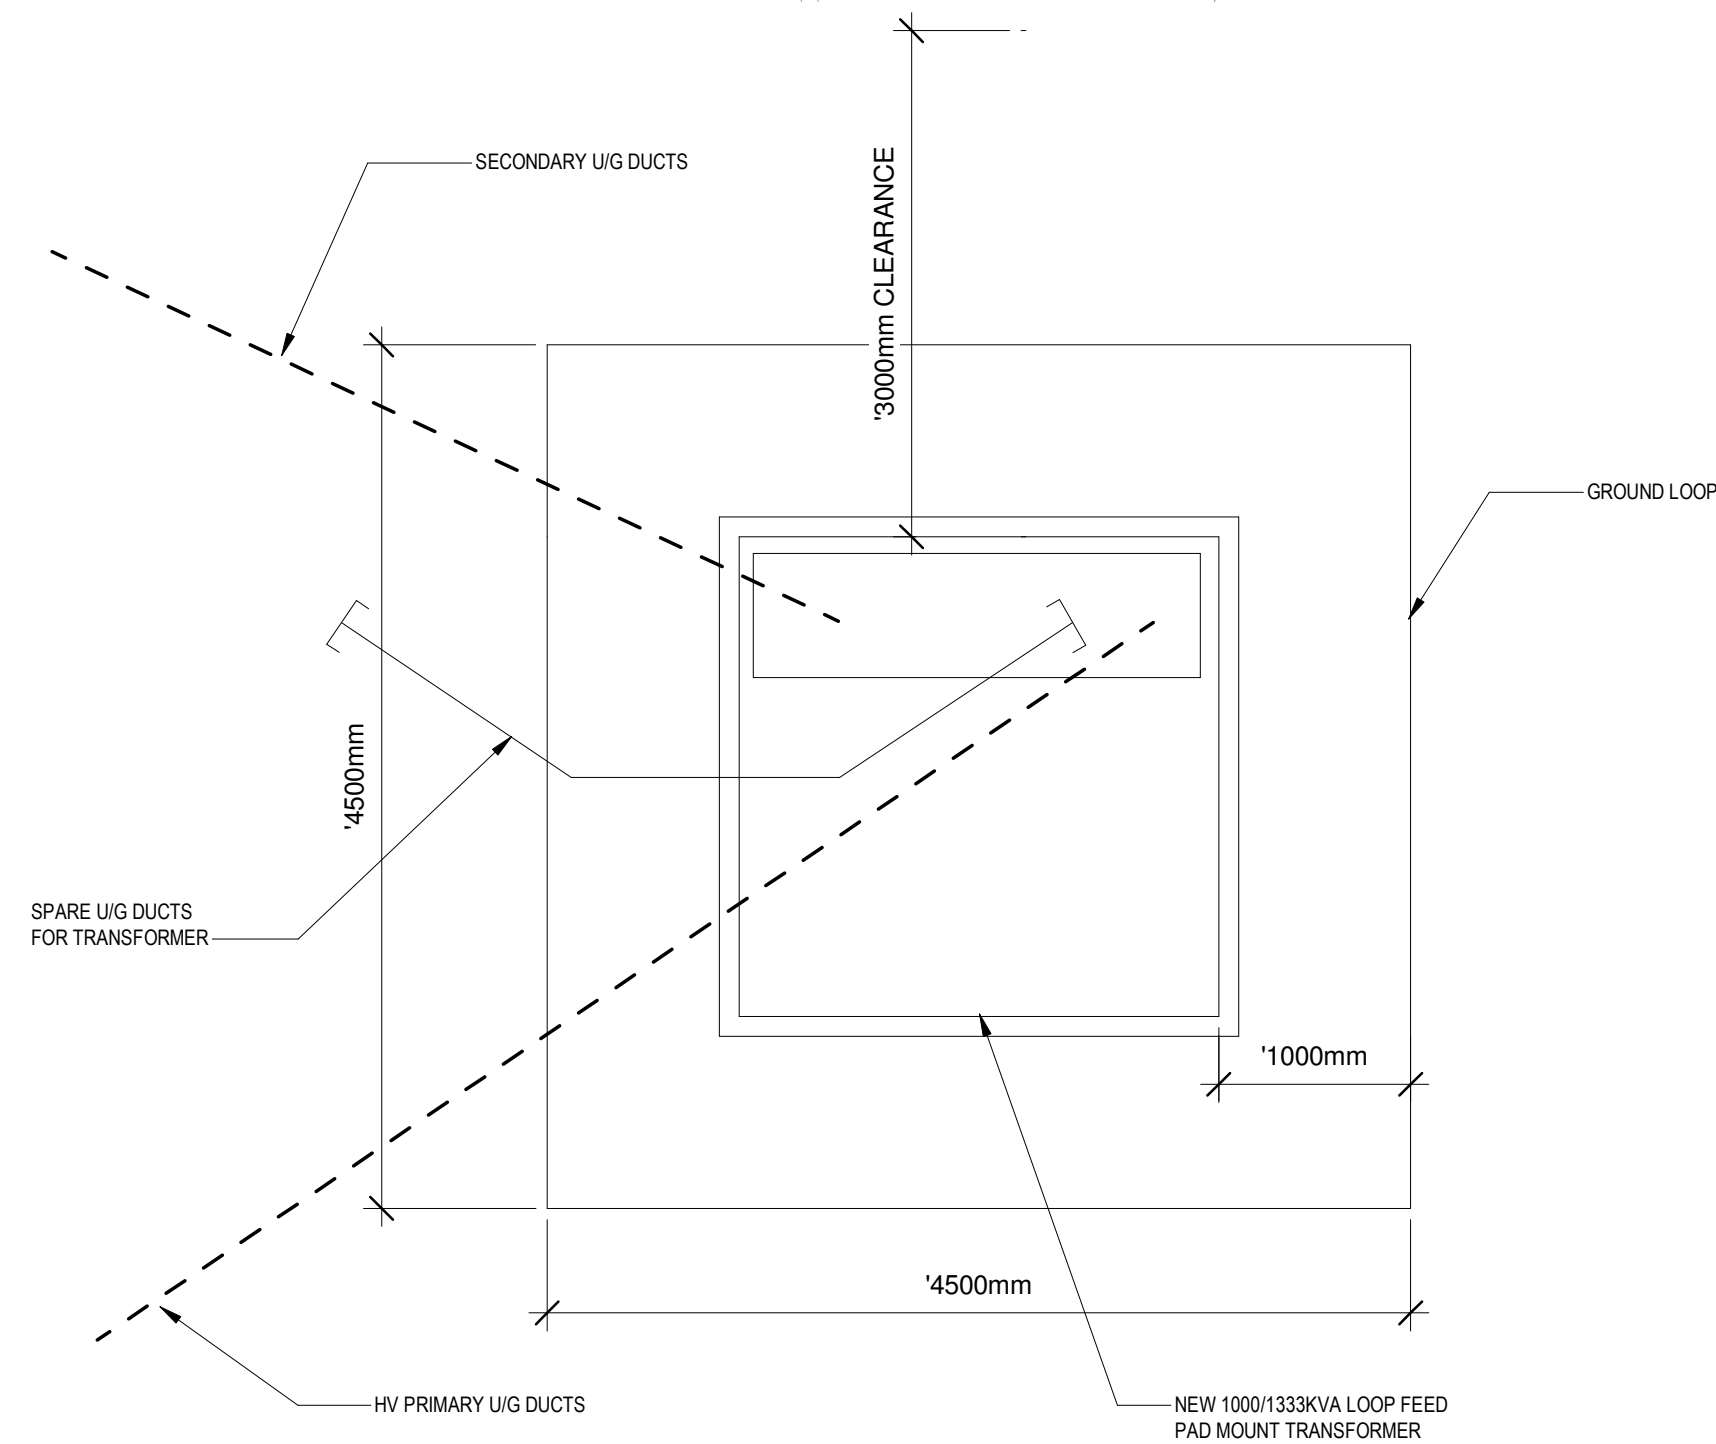 SECONDARY U/G DUCTS
'3000mm CLEARANCE
GROUND LOOP
'4500mm
SPARE U/G DUCTS
FOR TRANSFORMER
'1000mm
'4500mm
HV PRIMARY U/G DUCTS
NEW 1000/1333KVA LOOP FEED
PAD MOUNT TRANSFORMER